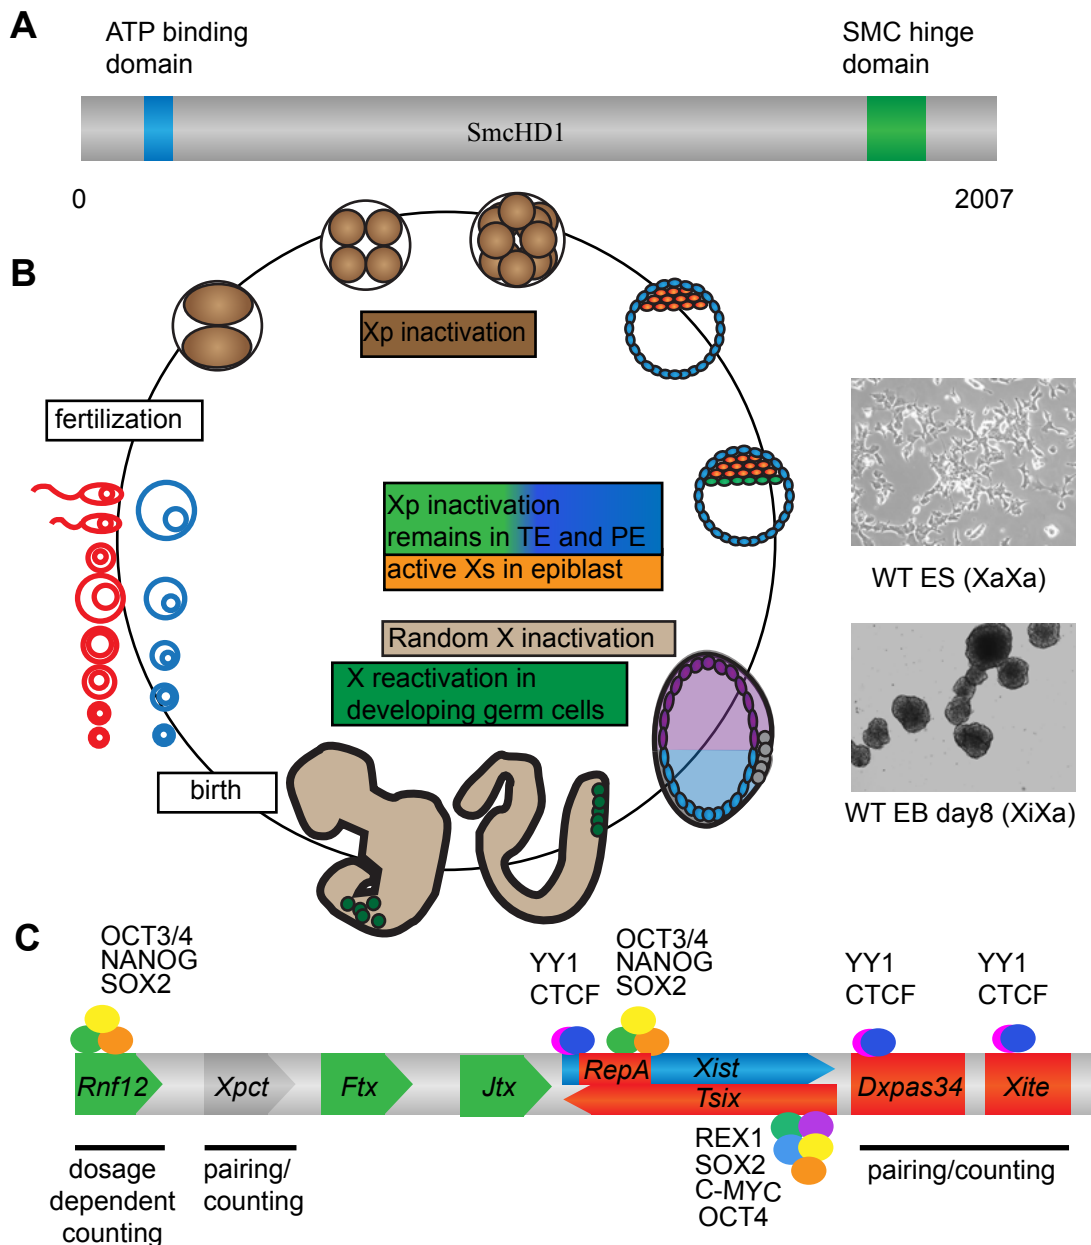 A
ATP binding
domain
SMC hinge
domain
SmcHD1
0
2007
B
Xp inactivation
fertilization
Xp inactivation
remains in TE and PE
active Xs in epiblast
WT ES (XaXa)
Random X inactivation
X reactivation in
developing germ cells
birth
WT EB day8 (XiXa)
C
OCT3/4
NANOG
SOX2
YY1
CTCF
OCT3/4
NANOG
SOX2
YY1
CTCF
YY1
CTCF
Rnf12
Xpct
Ftx
Jtx
RepA
Xist
Tsix
Dxpas34
Xite
dosage
dependent
counting
pairing/
counting
REX1
SOX2
C-MYC
OCT4
pairing/counting